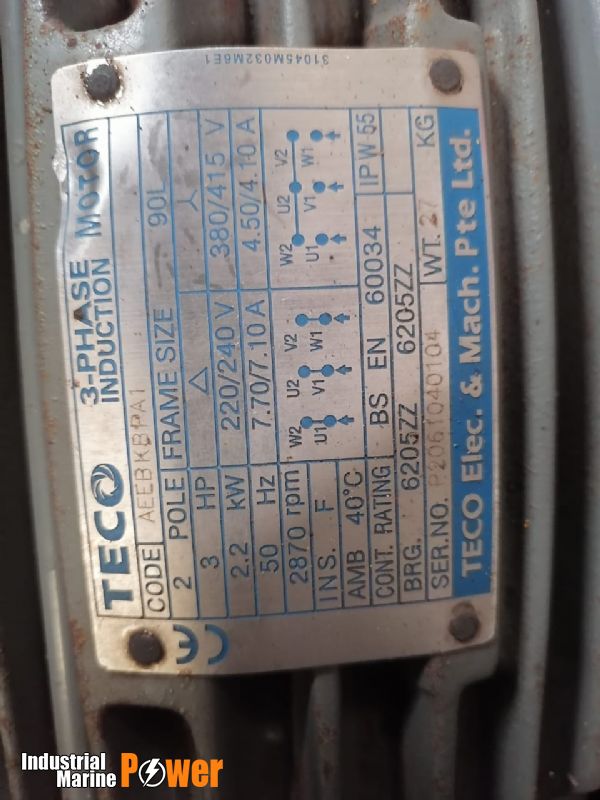 TECO 3-PHASE INDUCTION MOTOR
CODE AEEBKBPA1 90L
2 POLE FRAME SIZE
3 HP △ Y
2.2 kW 220/240 V 380/415 V
50 Hz 7.70/7.10 A 4.50/4.10 A
2870 rpm
W2 U2 V2 W2 U2 V2
U1 V1 W1 U1 V1 W1
INS. F
AMB 40°C
CONT. RATING BS EN 60034 IPW 55
BRG. 6205ZZ 6205ZZ
SER.NO. P2061040104 WT. 27 KG
TECO Elec. & Mach. Pte Ltd.
CE
31045M032M6E1
Industrial
Marine Power